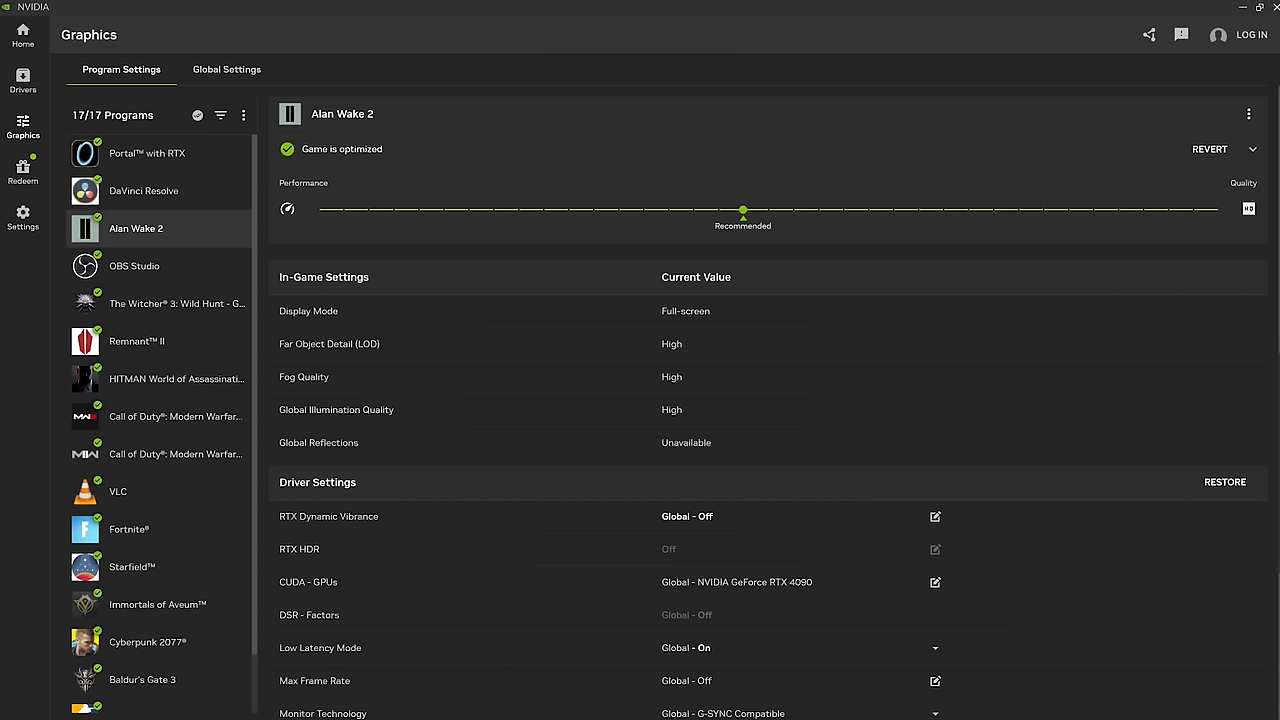 NVIDIA
Home
Drivers
Graphics
Redeem
Settings
Graphics
LOG IN
Program Settings
Global Settings
17/17 Programs
Portal™ with RTX
DaVinci Resolve
Alan Wake 2
OBS Studio
The Witcher® 3: Wild Hunt - G...
Remnant™ II
HITMAN World of Assassinati...
Call of Duty®: Modern Warfar...
Call of Duty®: Modern Warfar...
VLC
Fortnite®
Starfield™
Immortals of Aveum™
Cyberpunk 2077®
Baldur's Gate 3
Alan Wake 2
Game is optimized
REVERT
Performance
Quality
HQ
Recommended
In-Game Settings Current Value
Display Mode Full-screen
Far Object Detail (LOD) High
Fog Quality High
Global Illumination Quality High
Global Reflections Unavailable
Driver Settings RESTORE
RTX Dynamic Vibrance Global - Off
RTX HDR Off
CUDA - GPUs Global - NVIDIA GeForce RTX 4090
DSR - Factors Global - Off
Low Latency Mode Global - On
Max Frame Rate Global - Off
Monitor Technology Global - G-SYNC Compatible